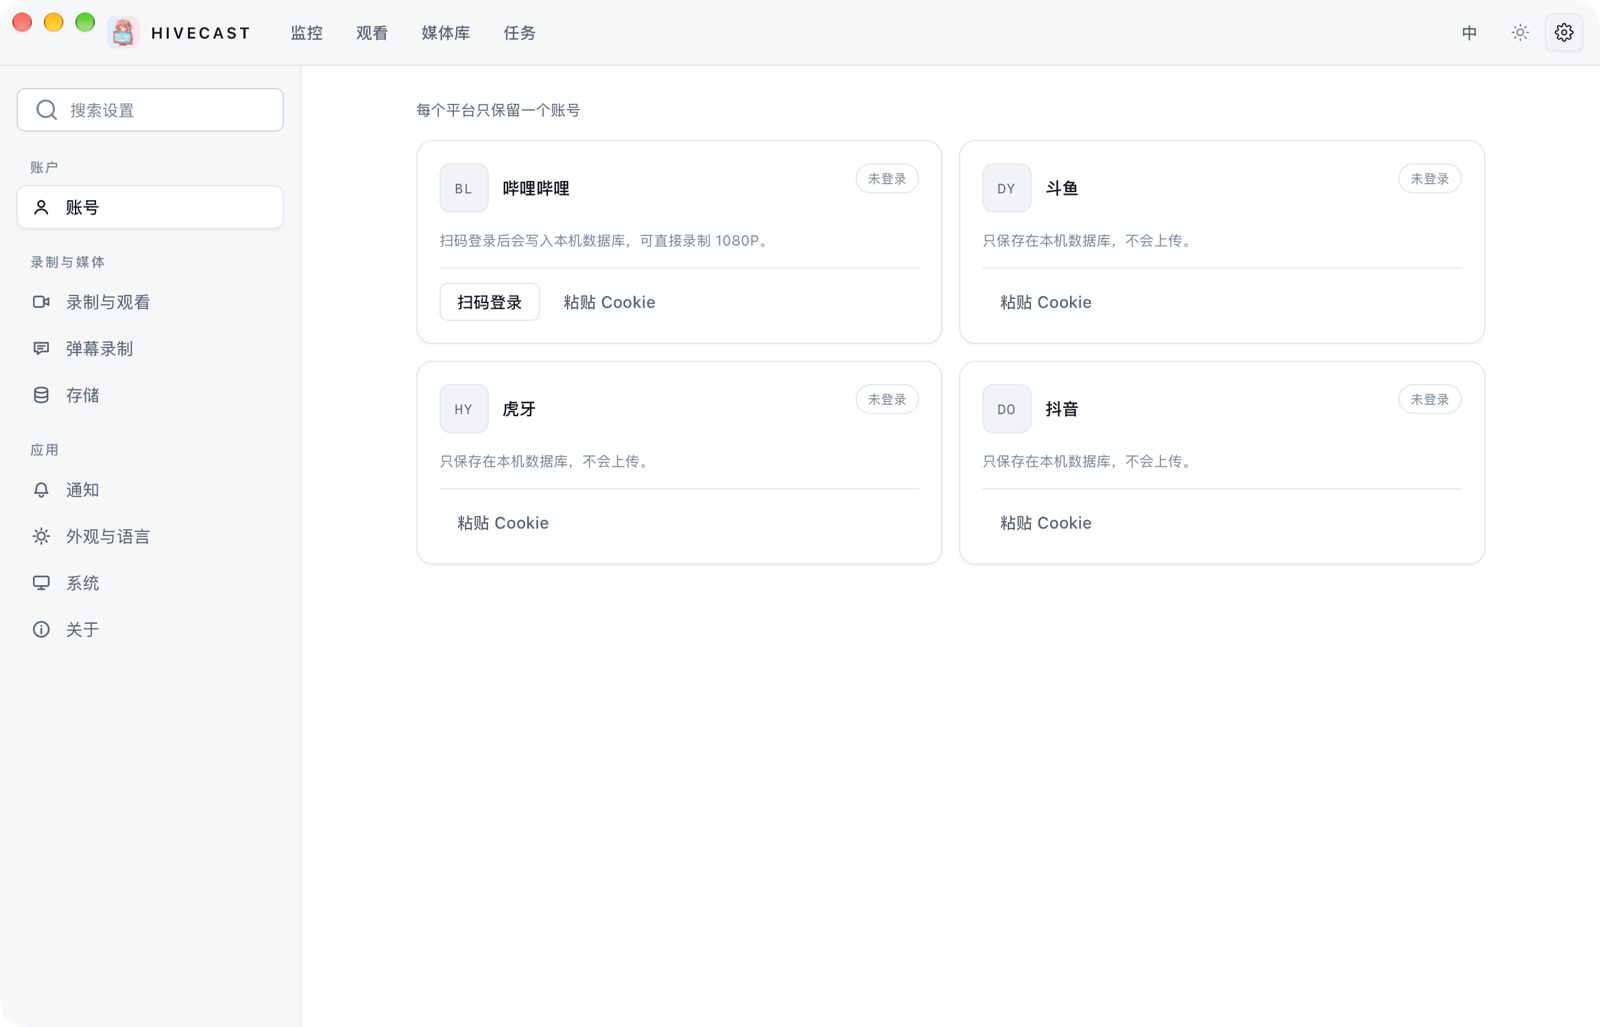 HIVECAST
监控
观看
媒体库
任务
中
搜索设置
账户
账号
录制与媒体
录制与观看
弹幕录制
存储
应用
通知
外观与语言
系统
关于
每个平台只保留一个账号
BL
哔哩哔哩
未登录
扫码登录后会写入本机数据库，可直接录制 1080P。
扫码登录
粘贴 Cookie
DY
斗鱼
未登录
只保存在本机数据库，不会上传。
粘贴 Cookie
HY
虎牙
未登录
只保存在本机数据库，不会上传。
粘贴 Cookie
DO
抖音
未登录
只保存在本机数据库，不会上传。
粘贴 Cookie